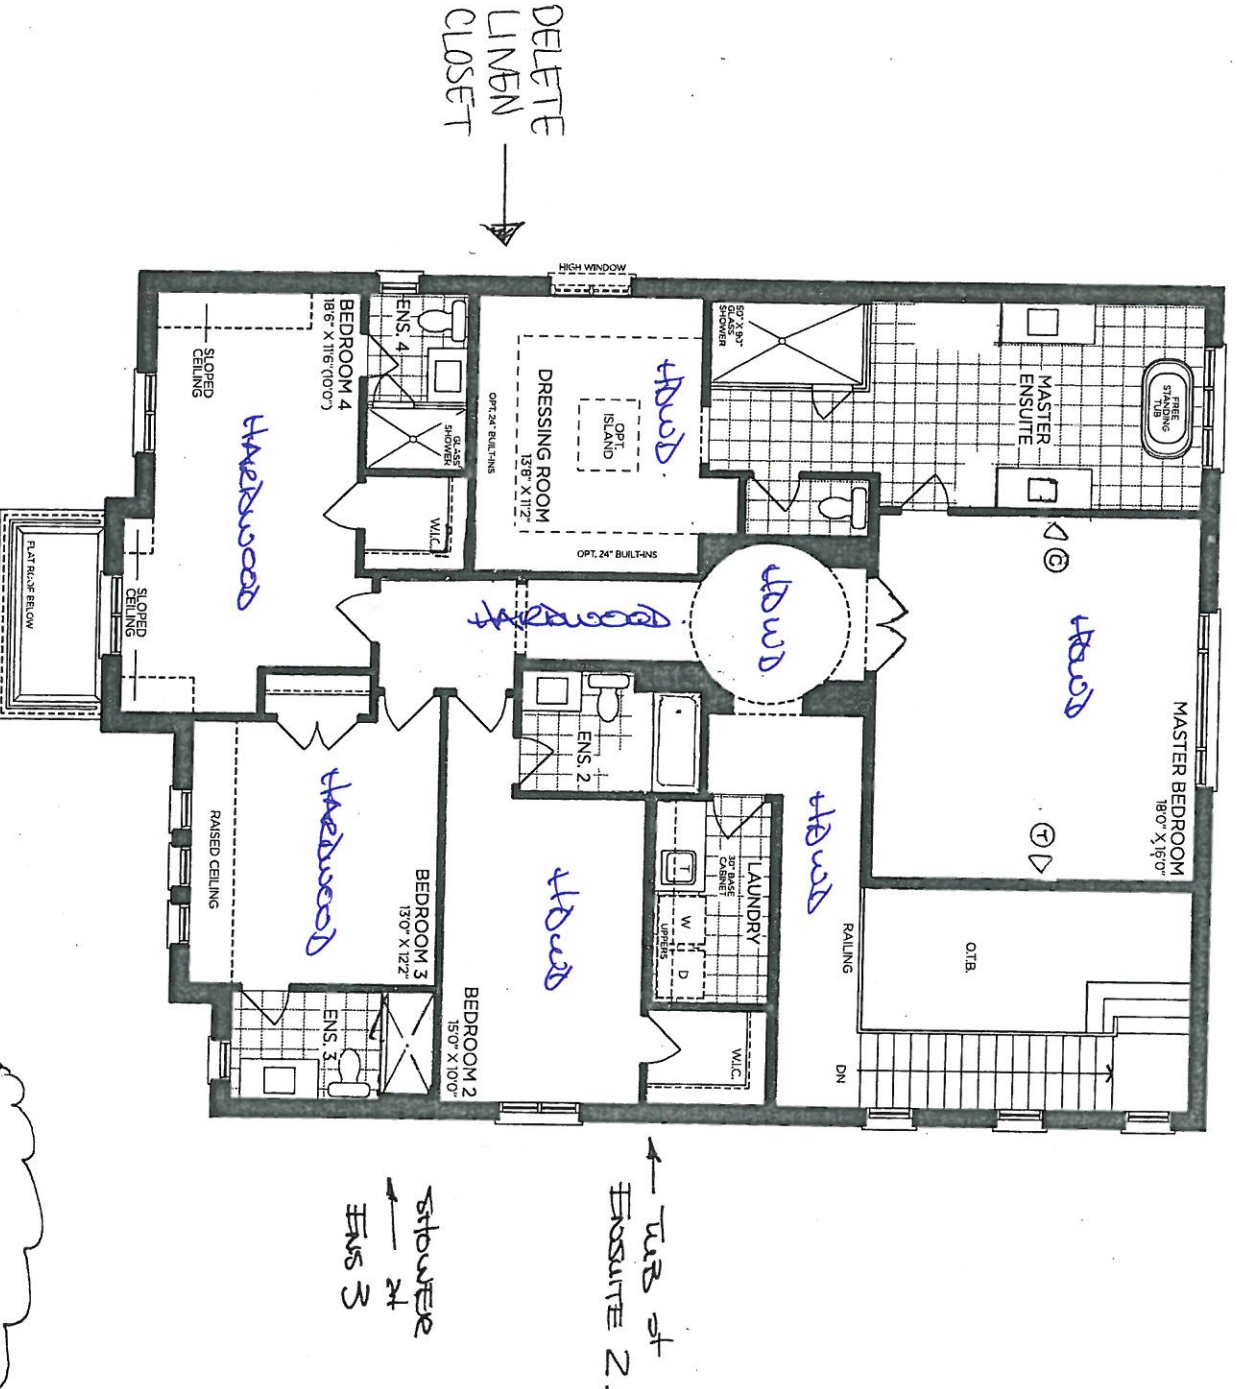 DELETE
LINEN
CLOSET
HIGH WINDOW
50" X 90"
GLASS
SHOWER
MASTER
ENSUITE
FREE
STANDING
TUB
HDWD.
OPT.
ISLAND
DRESSING ROOM
13'8" X 11'2"
OPT. 24" BUILT-INS
OPT. 24" BUILT-INS
ENS. 4
GLASS
SHOWER
W.I.C.
BEDROOM 4
18'6" X 11'6" (10'0")
SLOPED
CEILING
HARDWOOD
SLOPED
CEILING
FLAT ROOF BELOW
HARDWOOD.
HDWD
C
HDWD
MASTER BEDROOM
18'0" X 16'0"
T
ENS. 2
HDWD
LAUNDRY
30" BASE
CABINET
T
W
D
UPPERS
RAILING
O.T.B.
DN
W.I.C.
HDWD
BEDROOM 2
15'0" X 10'0"
HARDWOOD
BEDROOM 3
13'0" X 12'2"
RAISED CEILING
ENS. 3
TUB at
ENSUITE 2.
SHOWER
at
ENS 3